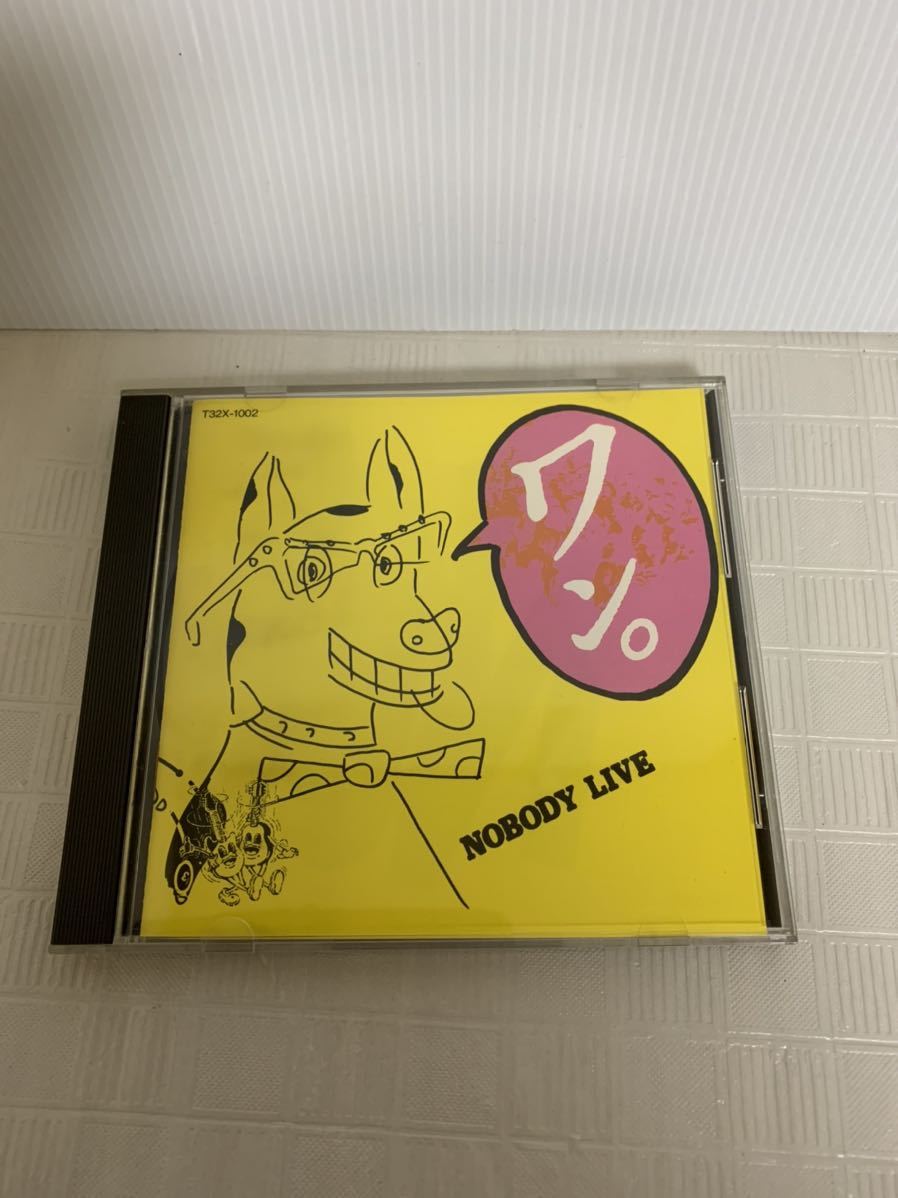 T32X-1002
ワン。
NOBODY LIVE